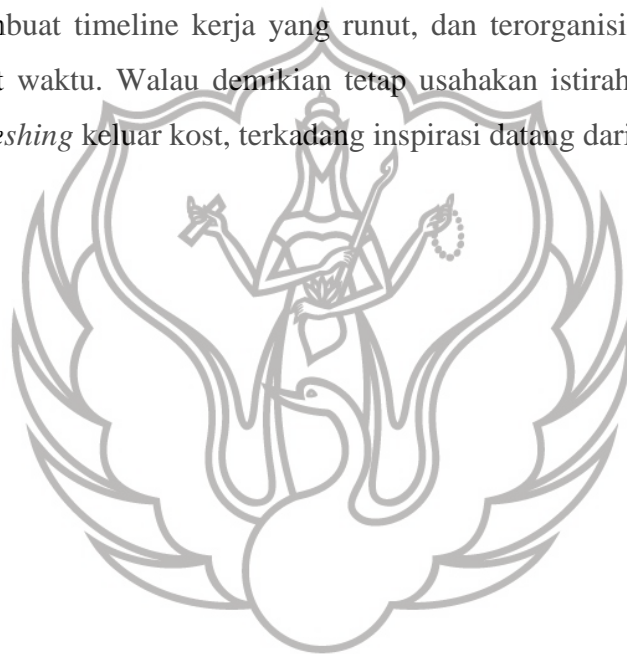 buat timeline kerja yang runut, dan terorganisi
waktu. Walau demikian tetap usahakan istirah
eshing keluar kost, terkadang inspirasi datang dari